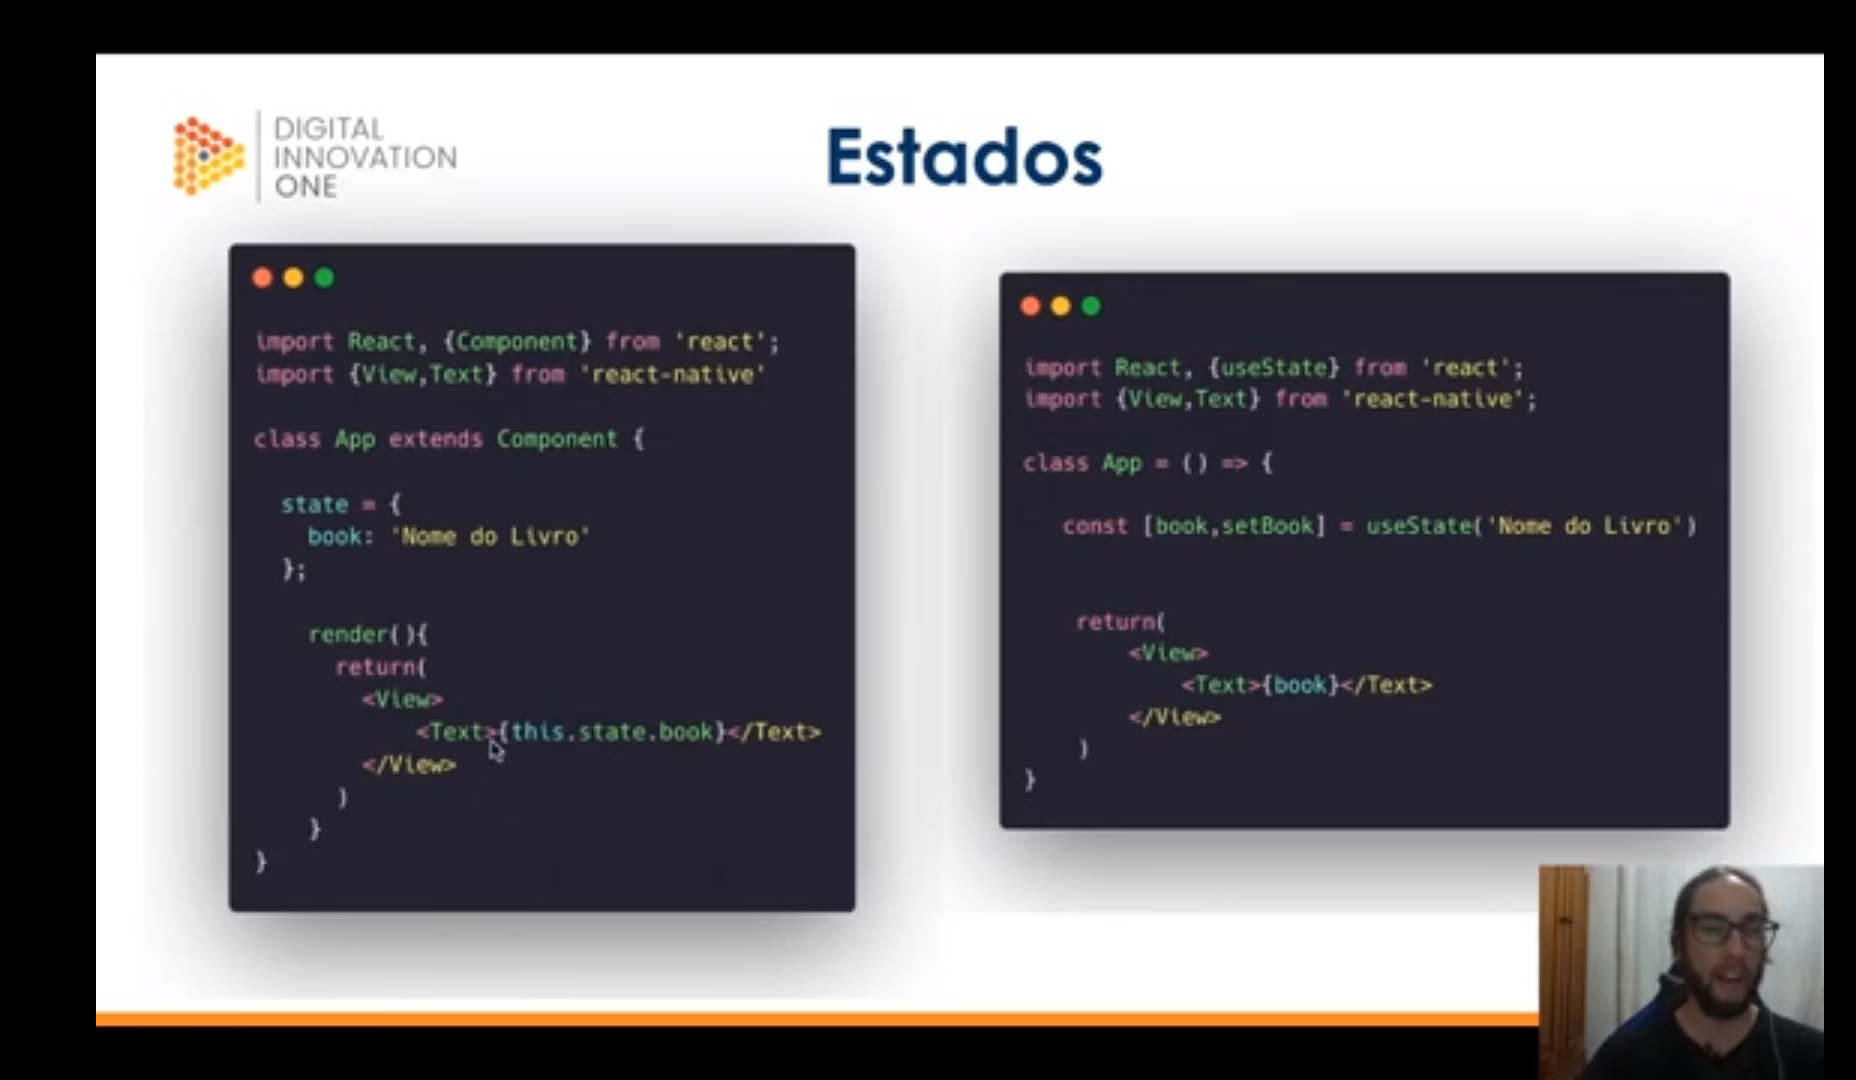 DIGITAL
INNOVATION
ONE
Estados
import React, {Component} from 'react';
import {View,Text} from 'react-native'
class App extends Component {
state = {
book: 'Nome do Livro'
};
render(){
return(
<View>
<Text>{this.state.book}</Text>
</View>
)
}
}
import React, {useState} from 'react';
import {View,Text} from 'react-native';
class App = () => {
const [book,setBook] = useState('Nome do Livro')
return(
<View>
<Text>{book}</Text>
</View>
)
}